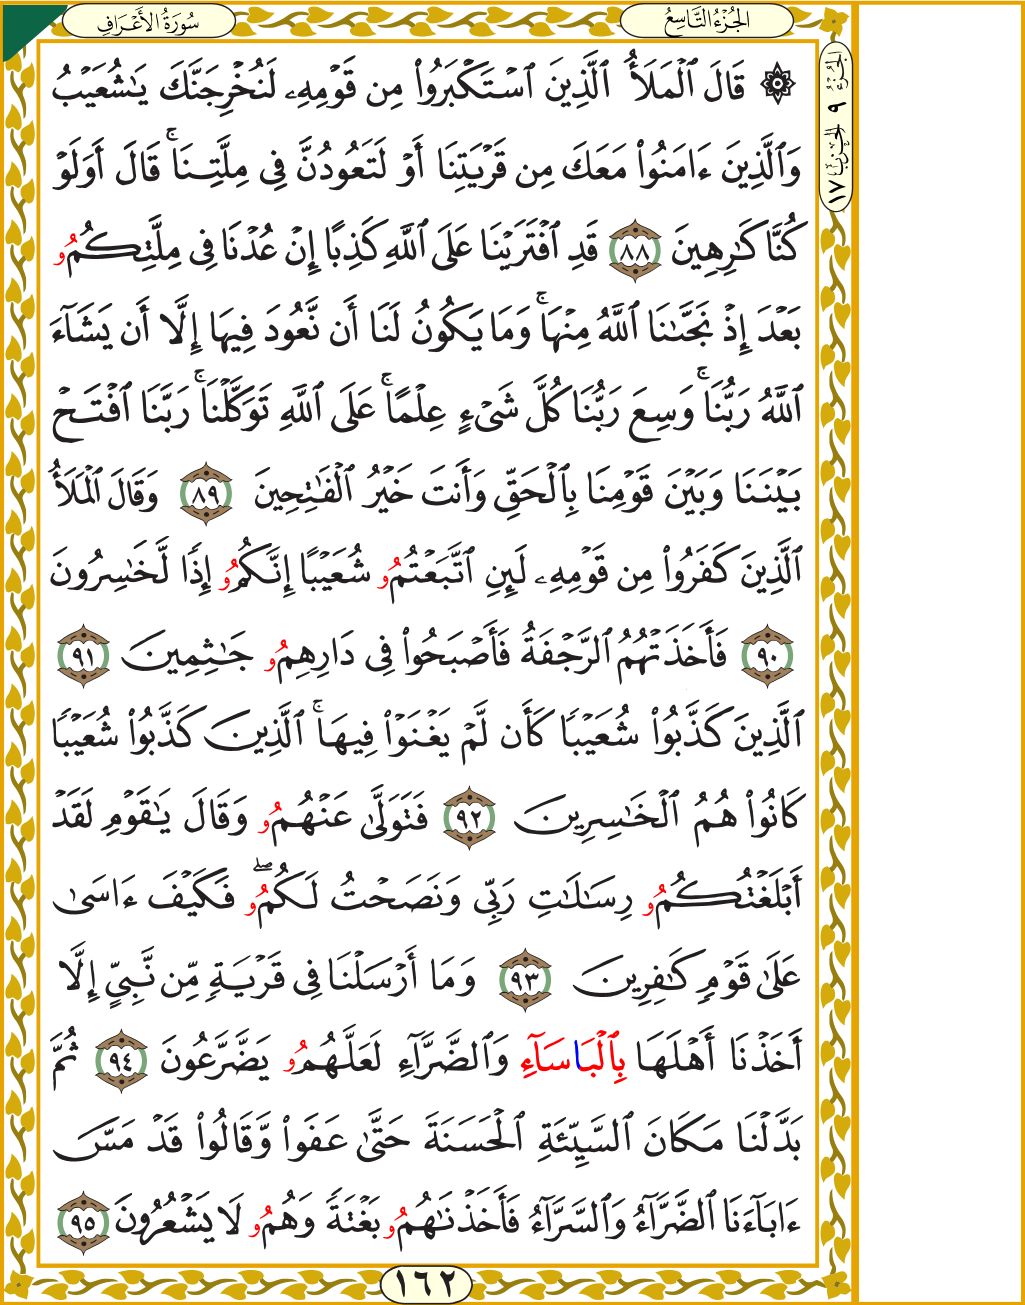 سُورَةُ الأَعْرَافِ
الجُزْءُ التَّاسِعُ
الجُزْءُ ٩ الحِزْبُ ١٧
۞ قَالَ ٱلْمَلَأُ ٱلَّذِينَ ٱسْتَكْبَرُوا۟ مِن قَوْمِهِۦ لَنُخْرِجَنَّكَ يَٰشُعَيْبُ
وَٱلَّذِينَ ءَامَنُوا۟ مَعَكَ مِن قَرْيَتِنَا أَوْ لَتَعُودُنَّ فِى مِلَّتِنَا ۚ قَالَ أَوَلَوْ
كُنَّا كَٰرِهِينَ ٨٨ قَدِ ٱفْتَرَيْنَا عَلَى ٱللَّهِ كَذِبًا إِنْ عُدْنَا فِى مِلَّتِكُمُو
بَعْدَ إِذْ نَجَّىٰنَا ٱللَّهُ مِنْهَا ۚ وَمَا يَكُونُ لَنَا أَن نَّعُودَ فِيهَا إِلَّا أَن يَشَآءَ
ٱللَّهُ رَبُّنَا ۚ وَسِعَ رَبُّنَا كُلَّ شَىْءٍ عِلْمًا ۚ عَلَى ٱللَّهِ تَوَكَّلْنَا ۚ رَبَّنَا ٱفْتَحْ
بَيْنَنَا وَبَيْنَ قَوْمِنَا بِٱلْحَقِّ وَأَنتَ خَيْرُ ٱلْفَٰتِحِينَ ٨٩ وَقَالَ ٱلْمَلَأُ
ٱلَّذِينَ كَفَرُوا۟ مِن قَوْمِهِۦ لَئِنِ ٱتَّبَعْتُمُو شُعَيْبًا إِنَّكُمُو إِذًا لَّخَٰسِرُونَ
٩٠ فَأَخَذَتْهُمُ ٱلرَّجْفَةُ فَأَصْبَحُوا۟ فِى دَارِهِمُو جَٰثِمِينَ ٩١
ٱلَّذِينَ كَذَّبُوا۟ شُعَيْبًا كَأَن لَّمْ يَغْنَوْا۟ فِيهَا ۚ ٱلَّذِينَ كَذَّبُوا۟ شُعَيْبًا
كَانُوا۟ هُمُ ٱلْخَٰسِرِينَ ٩٢ فَتَوَلَّىٰ عَنْهُمُو وَقَالَ يَٰقَوْمِ لَقَدْ
أَبْلَغْتُكُمُو رِسَٰلَٰتِ رَبِّى وَنَصَحْتُ لَكُمُو ۖ فَكَيْفَ ءَاسَىٰ
عَلَىٰ قَوْمٍ كَٰفِرِينَ ٩٣ وَمَا أَرْسَلْنَا فِى قَرْيَةٍ مِّن نَّبِىٍّ إِلَّا
أَخَذْنَا أَهْلَهَا بِٱلْبَاسَآءِ وَٱلضَّرَّآءِ لَعَلَّهُمُو يَضَّرَّعُونَ ٩٤ ثُمَّ
بَدَّلْنَا مَكَانَ ٱلسَّيِّئَةِ ٱلْحَسَنَةَ حَتَّىٰ عَفَوا۟ وَّقَالُوا۟ قَدْ مَسَّ
ءَابَآءَنَا ٱلضَّرَّآءُ وَٱلسَّرَّآءُ فَأَخَذْنَٰهُمُو بَغْتَةً وَهُمُو لَا يَشْعُرُونَ ٩٥
١٦٢